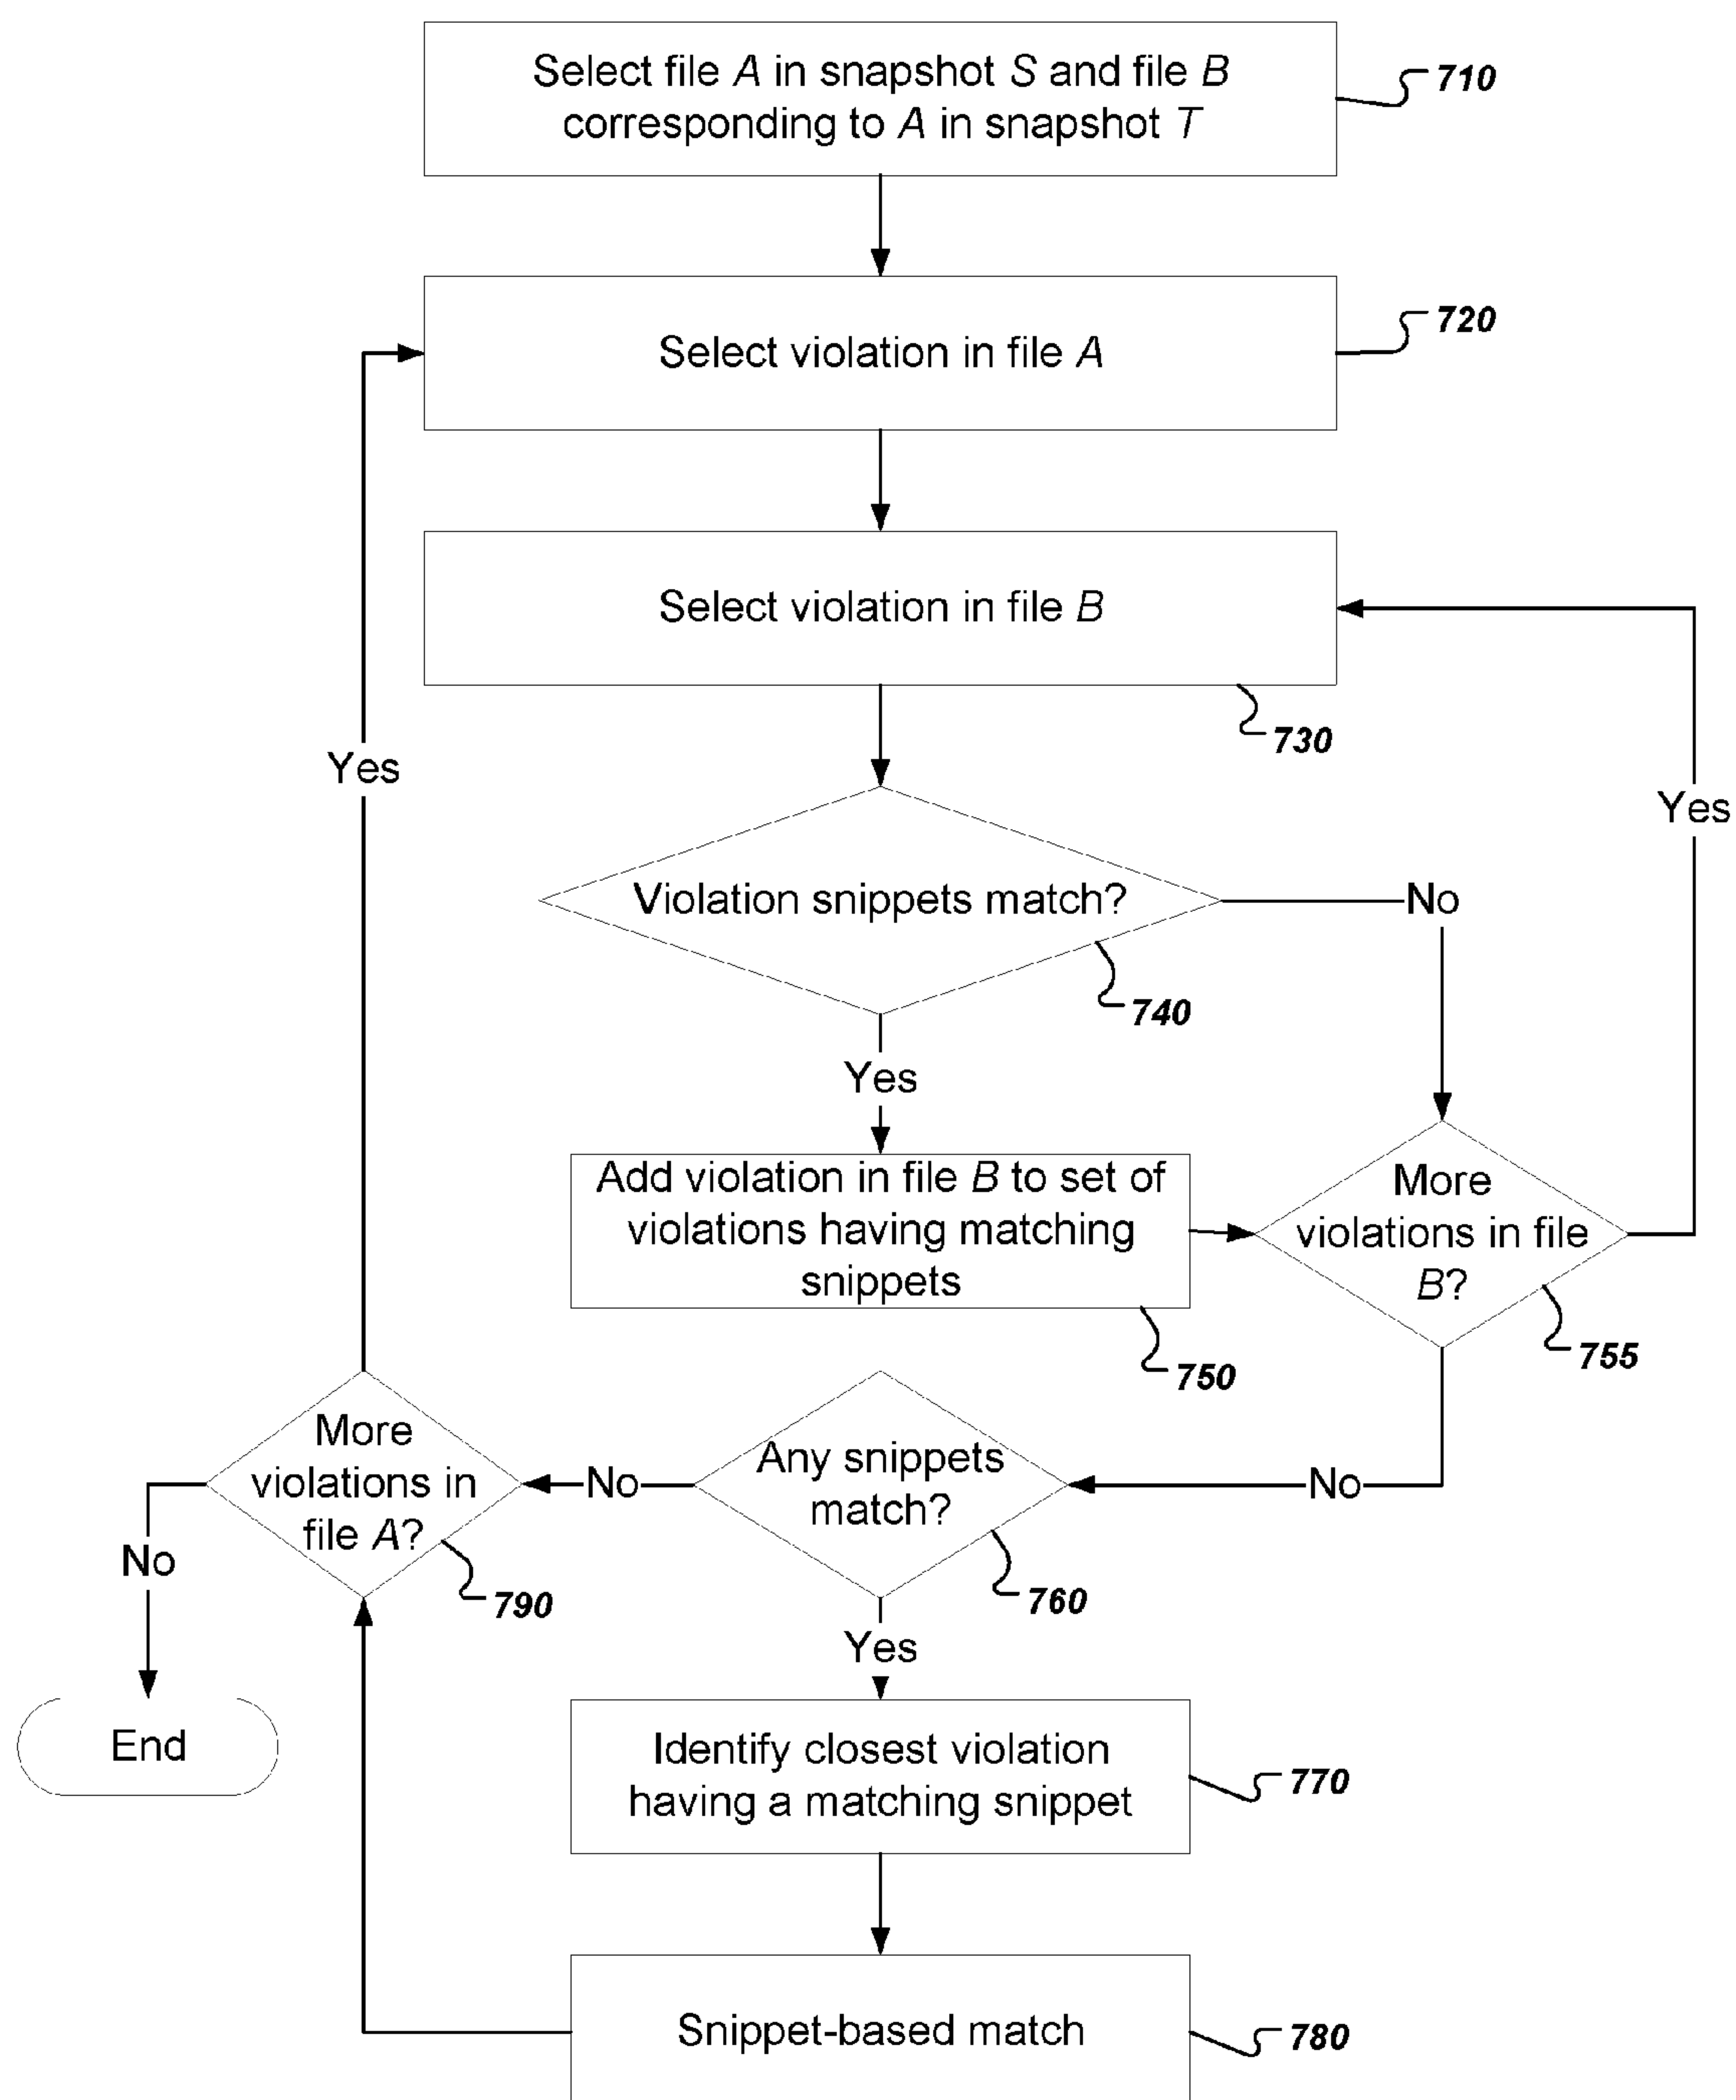 Select file A in snapshot S and file B
corresponding to A in snapshot T
710
Select violation in file A
720
Select violation in file B
730
Yes
Yes
Violation snippets match?
No
740
Yes
Add violation in file B to set of
violations having matching
snippets
750
More
violations in file
B?
755
More
violations in
file A?
790
No
Any snippets
match?
760
No
No
Yes
End
Identify closest violation
having a matching snippet
770
Snippet-based match
780